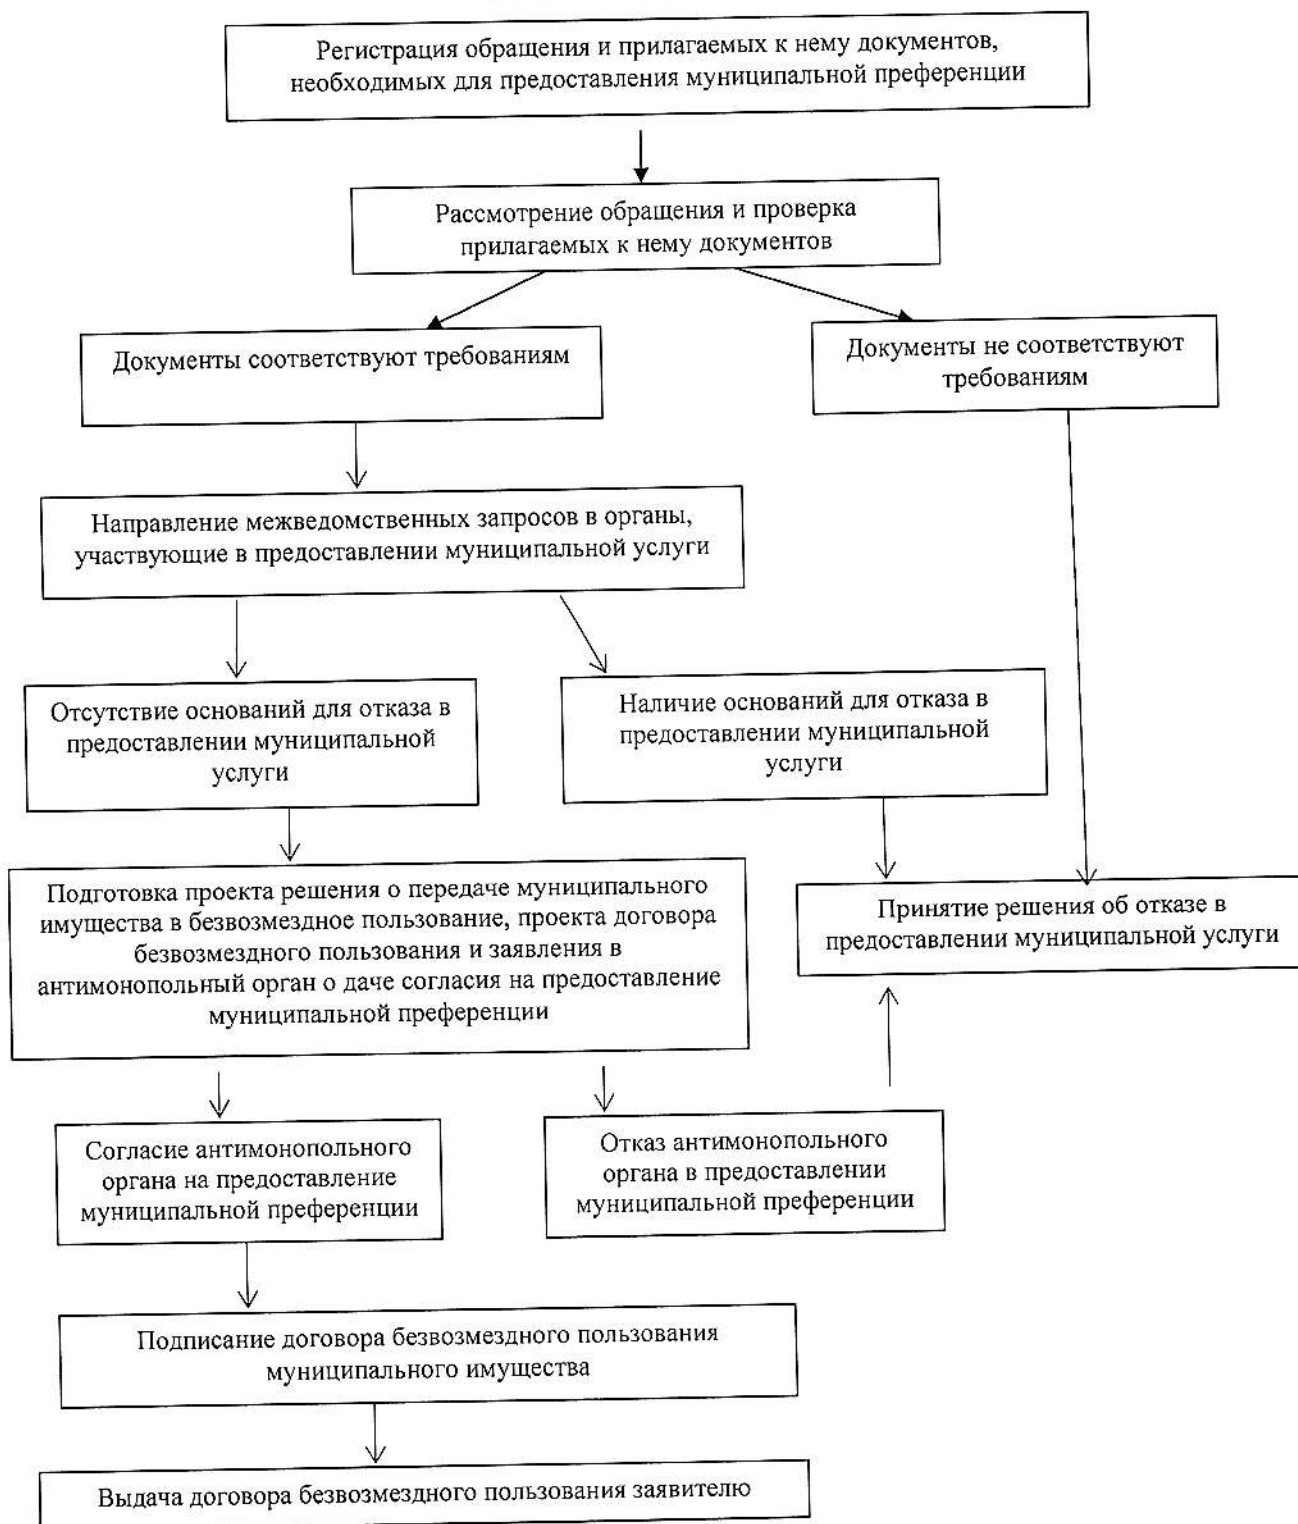 Регистрация обращения и прилагаемых к нему документов,
необходимых для предоставления муниципальной преференции
Рассмотрение обращения и проверка
прилагаемых к нему документов
Документы соответствуют требованиям
Документы не соответствуют
требованиям
Направление межведомственных запросов в органы,
участвующие в предоставлении муниципальной услуги
Отсутствие оснований для отказа в
предоставлении муниципальной
услуги
Наличие оснований для отказа в
предоставлении муниципальной
услуги
Подготовка проекта решения о передаче муниципального
имущества в безвозмездное пользование, проекта договора
безвозмездного пользования и заявления в
антимонопольный орган о даче согласия на предоставление
муниципальной преференции
Принятие решения об отказе в
предоставлении муниципальной услуги
Согласие антимонопольного
органа на предоставление
муниципальной преференции
Отказ антимонопольного
органа в предоставлении
муниципальной преференции
Подписание договора безвозмездного пользования
муниципального имущества
Выдача договора безвозмездного пользования заявителю